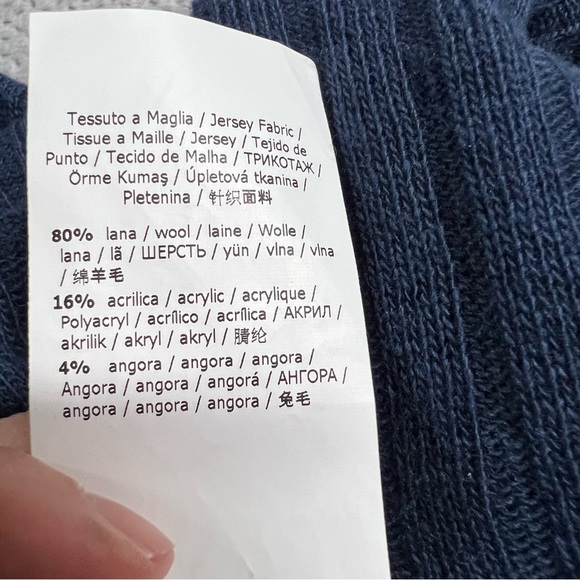 Tessuto a Maglia / Jersey Fabric /
Tissue a Maille / Jersey / Tejido de
Punto / Tecido de Malha / ТРИКОТАЖ /
Örme Kumaş / Úpletová tkanina /
Pletenina / 针织面料
80% lana / wool / laine / Wolle /
lana / lã / ШЕРСТЬ / yün / vlna / vlna
/ 绵羊毛
16% acrilica / acrylic / acrylique /
Polyacryl / acrílico / acrílica / АКРИЛ /
akrilik / akryl / akryl / 腈纶
4% angora / angora / angora /
Angora / angora / angorá / АНГОРА /
angora / angora / angora / 兔毛